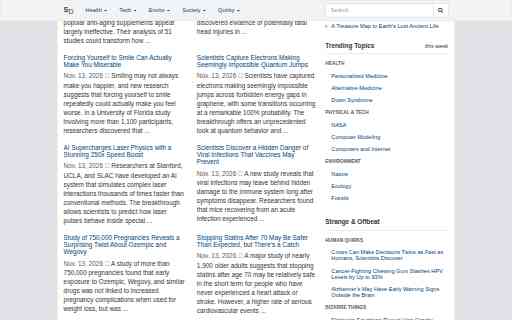 SD
Health
Tech
Enviro
Society
Quirky
Search
popular anti-aging supplements appear
largely ineffective. Their analysis of 51
studies could transform how ...
Forcing Yourself to Smile Can Actually
Make You Miserable
Nov. 13, 2026 — Smiling may not always
make you happier, and new research
suggests that forcing yourself to smile
repeatedly could actually make you feel
worse. In a University of Florida study
involving more than 1,100 participants,
researchers discovered that ...
AI Supercharges Laser Physics with a
Stunning 250x Speed Boost
Nov. 13, 2026 — Researchers at Stanford,
UCLA, and SLAC have developed an AI
system that simulates complex laser
interactions thousands of times faster than
conventional methods. The breakthrough
allows scientists to predict how laser
pulses behave inside special ...
Study of 750,000 Pregnancies Reveals a
Surprising Twist About Ozempic and
Wegovy
Nov. 13, 2026 — A study of more than
750,000 pregnancies found that early
exposure to Ozempic, Wegovy, and similar
drugs was not linked to increased
pregnancy complications when used for
weight loss, but was ...
discovered evidence of potentially fatal
head injuries in ...
Scientists Capture Electrons Making
Seemingly Impossible Quantum Jumps
Nov. 13, 2026 — Scientists have captured
electrons making seemingly impossible
jumps across forbidden energy gaps in
graphene, with some transitions occurring
at a remarkable 100% probability. The
breakthrough offers an unprecedented
look at quantum behavior and ...
Scientists Discover a Hidden Danger of
Viral Infections That Vaccines May
Prevent
Nov. 13, 2026 — A new study reveals that
viral infections may leave behind hidden
damage to the immune system long after
symptoms disappear. Researchers found
that mice recovering from an acute
infection experienced ...
Stopping Statins After 70 May Be Safer
Than Expected, but There's a Catch
Nov. 13, 2026 — A major study of nearly
1,900 older adults suggests that stopping
statins after age 70 may be relatively safe
in the short term for people who have
never experienced a heart attack or
stroke. However, a higher rate of serious
cardiovascular events ...
A Treasure Map to Earth's Lost Ancient Life
Trending Topics
this week
HEALTH
Personalized Medicine
Alternative Medicine
Down Syndrome
PHYSICAL & TECH
NASA
Computer Modeling
Computers and Internet
ENVIRONMENT
Nature
Ecology
Fossils
Strange & Offbeat
HUMAN QUIRKS
Crows Can Make Decisions Twice as Fast as
Humans, Scientists Discover
Cancer-Fighting Chewing Gum Slashes HPV
Levels by Up to 93%
Alzheimer's May Have Early Warning Signs
Outside the Brain
BIZARRE THINGS